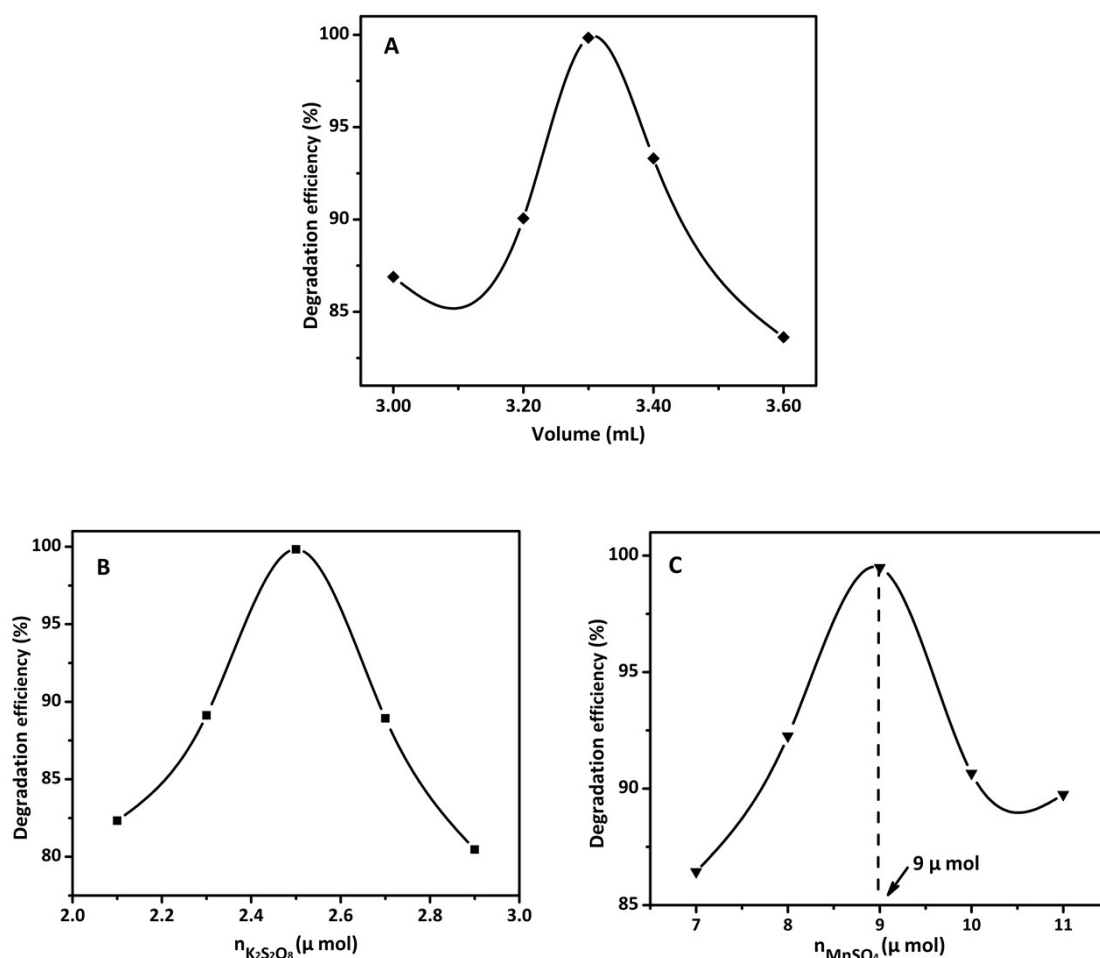 A
Degradation efficiency (%)
100
95
90
85
3.00 3.20 3.40 3.60
Volume (mL)
B
Degradation efficiency (%)
100
95
90
85
80
2.0 2.2 2.4 2.6 2.8 3.0
nK₂S₂O₈(μ mol)
C
Degradation efficiency (%)
100
95
90
85
9 μ mol
7 8 9 10 11
nMnSO₄(μ mol)